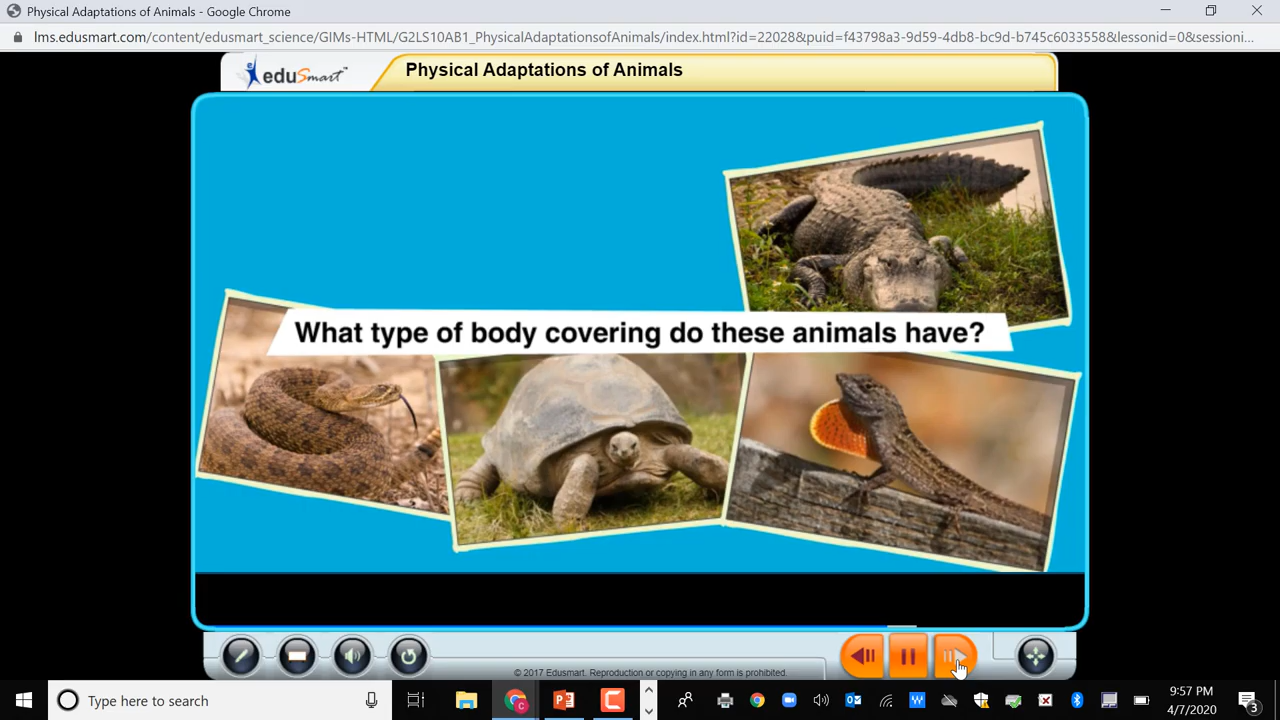 Physical Adaptations of Animals - Google Chrome
lms.edusmart.com/content/edusmart_science/GIMs-HTML/G2LS10AB1_PhysicalAdaptationsofAnimals/index.html?id=22028&puid=f43798a3-9d59-4db8-bc9d-b745c6033558&lessonid=0&sessioni...
eduSmart™ Physical Adaptations of Animals
What type of body covering do these animals have?
© 2017 Edusmart. Reproduction or copying in any form is prohibited.
Type here to search
9:57 PM
4/7/2020
3